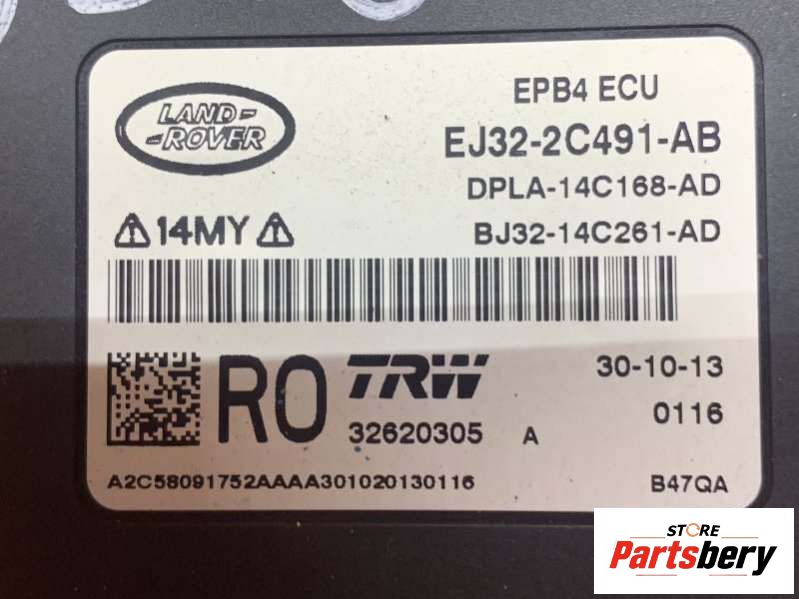 LAND-
-ROVER
EPB4 ECU
EJ32-2C491-AB
DPLA-14C168-AD
14MY
BJ32-14C261-AD
RO
TRW
30-10-13
32620305 A
0116
A2C58091752AAAA301020130116
B47QA
STORE
Partsbery